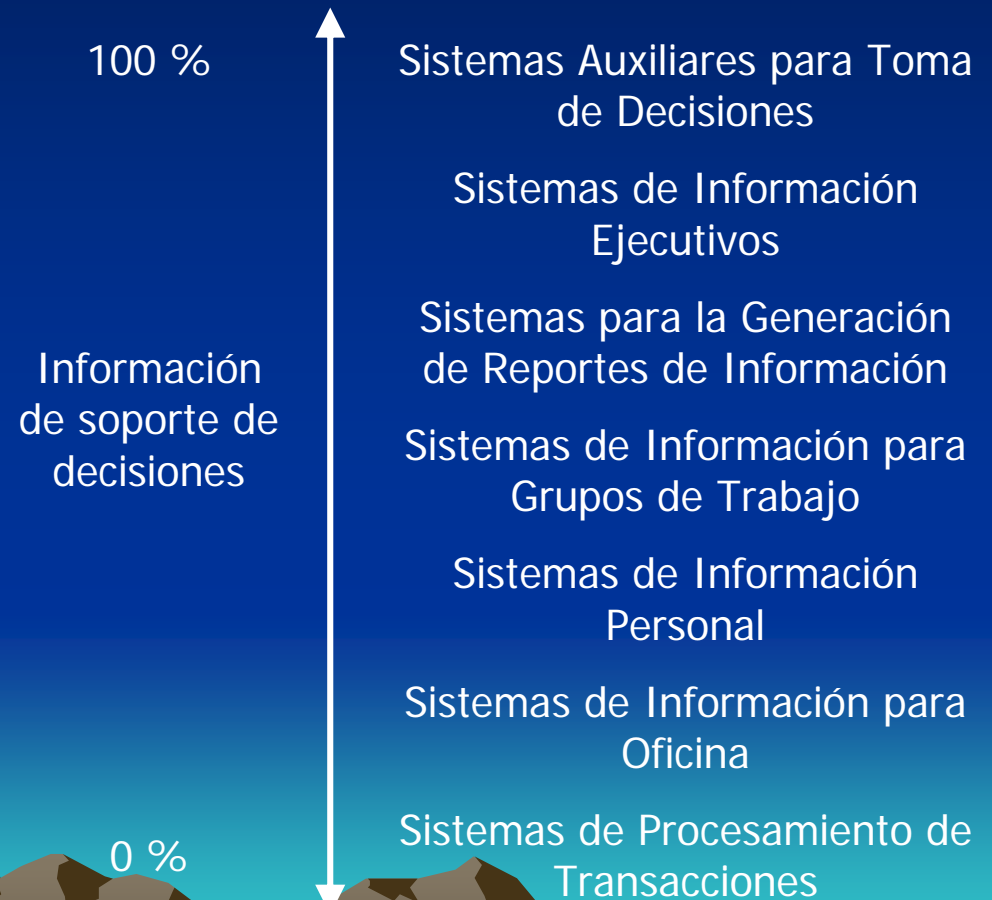 100 %
Información
de soporte de
decisiones
0 %
Sistemas Auxiliares para Toma
de Decisiones
Sistemas de Información
Ejecutivos
Sistemas para la Generación
de Reportes de Información
Sistemas de Información para
Grupos de Trabajo
Sistemas de Información
Personal
Sistemas de Información para
Oficina
Sistemas de Procesamiento de
Transacciones